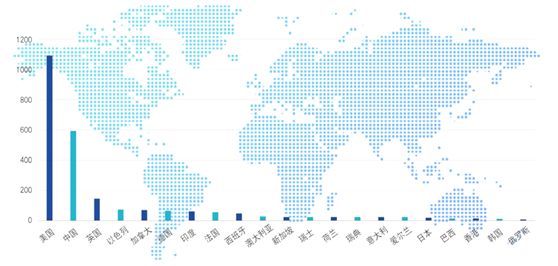 1200
1000
800
600
400
200
0
美国
中国
英国
以色列
加拿大
德国
印度
法国
西班牙
澳大利亚
新加坡
瑞士
荷兰
瑞典
意大利
爱尔兰
日本
巴西
香港
韩国
俄罗斯